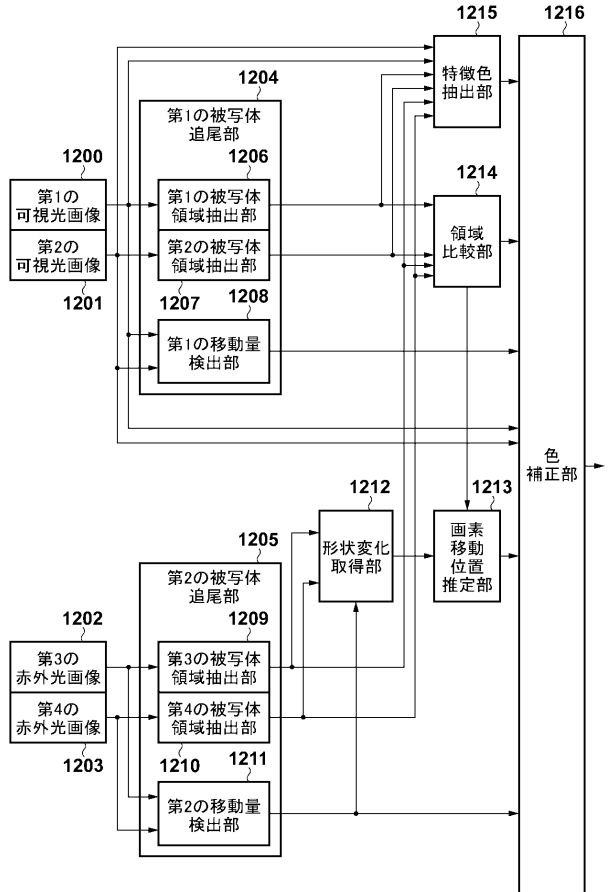 1215
1216
特徴色
抽出部
1204
第1の被写体
追尾部
1200
1206
1214
第1の
可視光画像
第1の被写体
領域抽出部
領域
比較部
第2の
可視光画像
第2の被写体
領域抽出部
1201
1207
1208
第1の移動量
検出部
色
補正部
1212
1213
形状変化
取得部
画素
移動
位置
推定部
1205
第2の被写体
追尾部
1202
1209
第3の
赤外光画像
第3の被写体
領域抽出部
第4の
赤外光画像
第4の被写体
領域抽出部
1203
1210
1211
第2の移動量
検出部